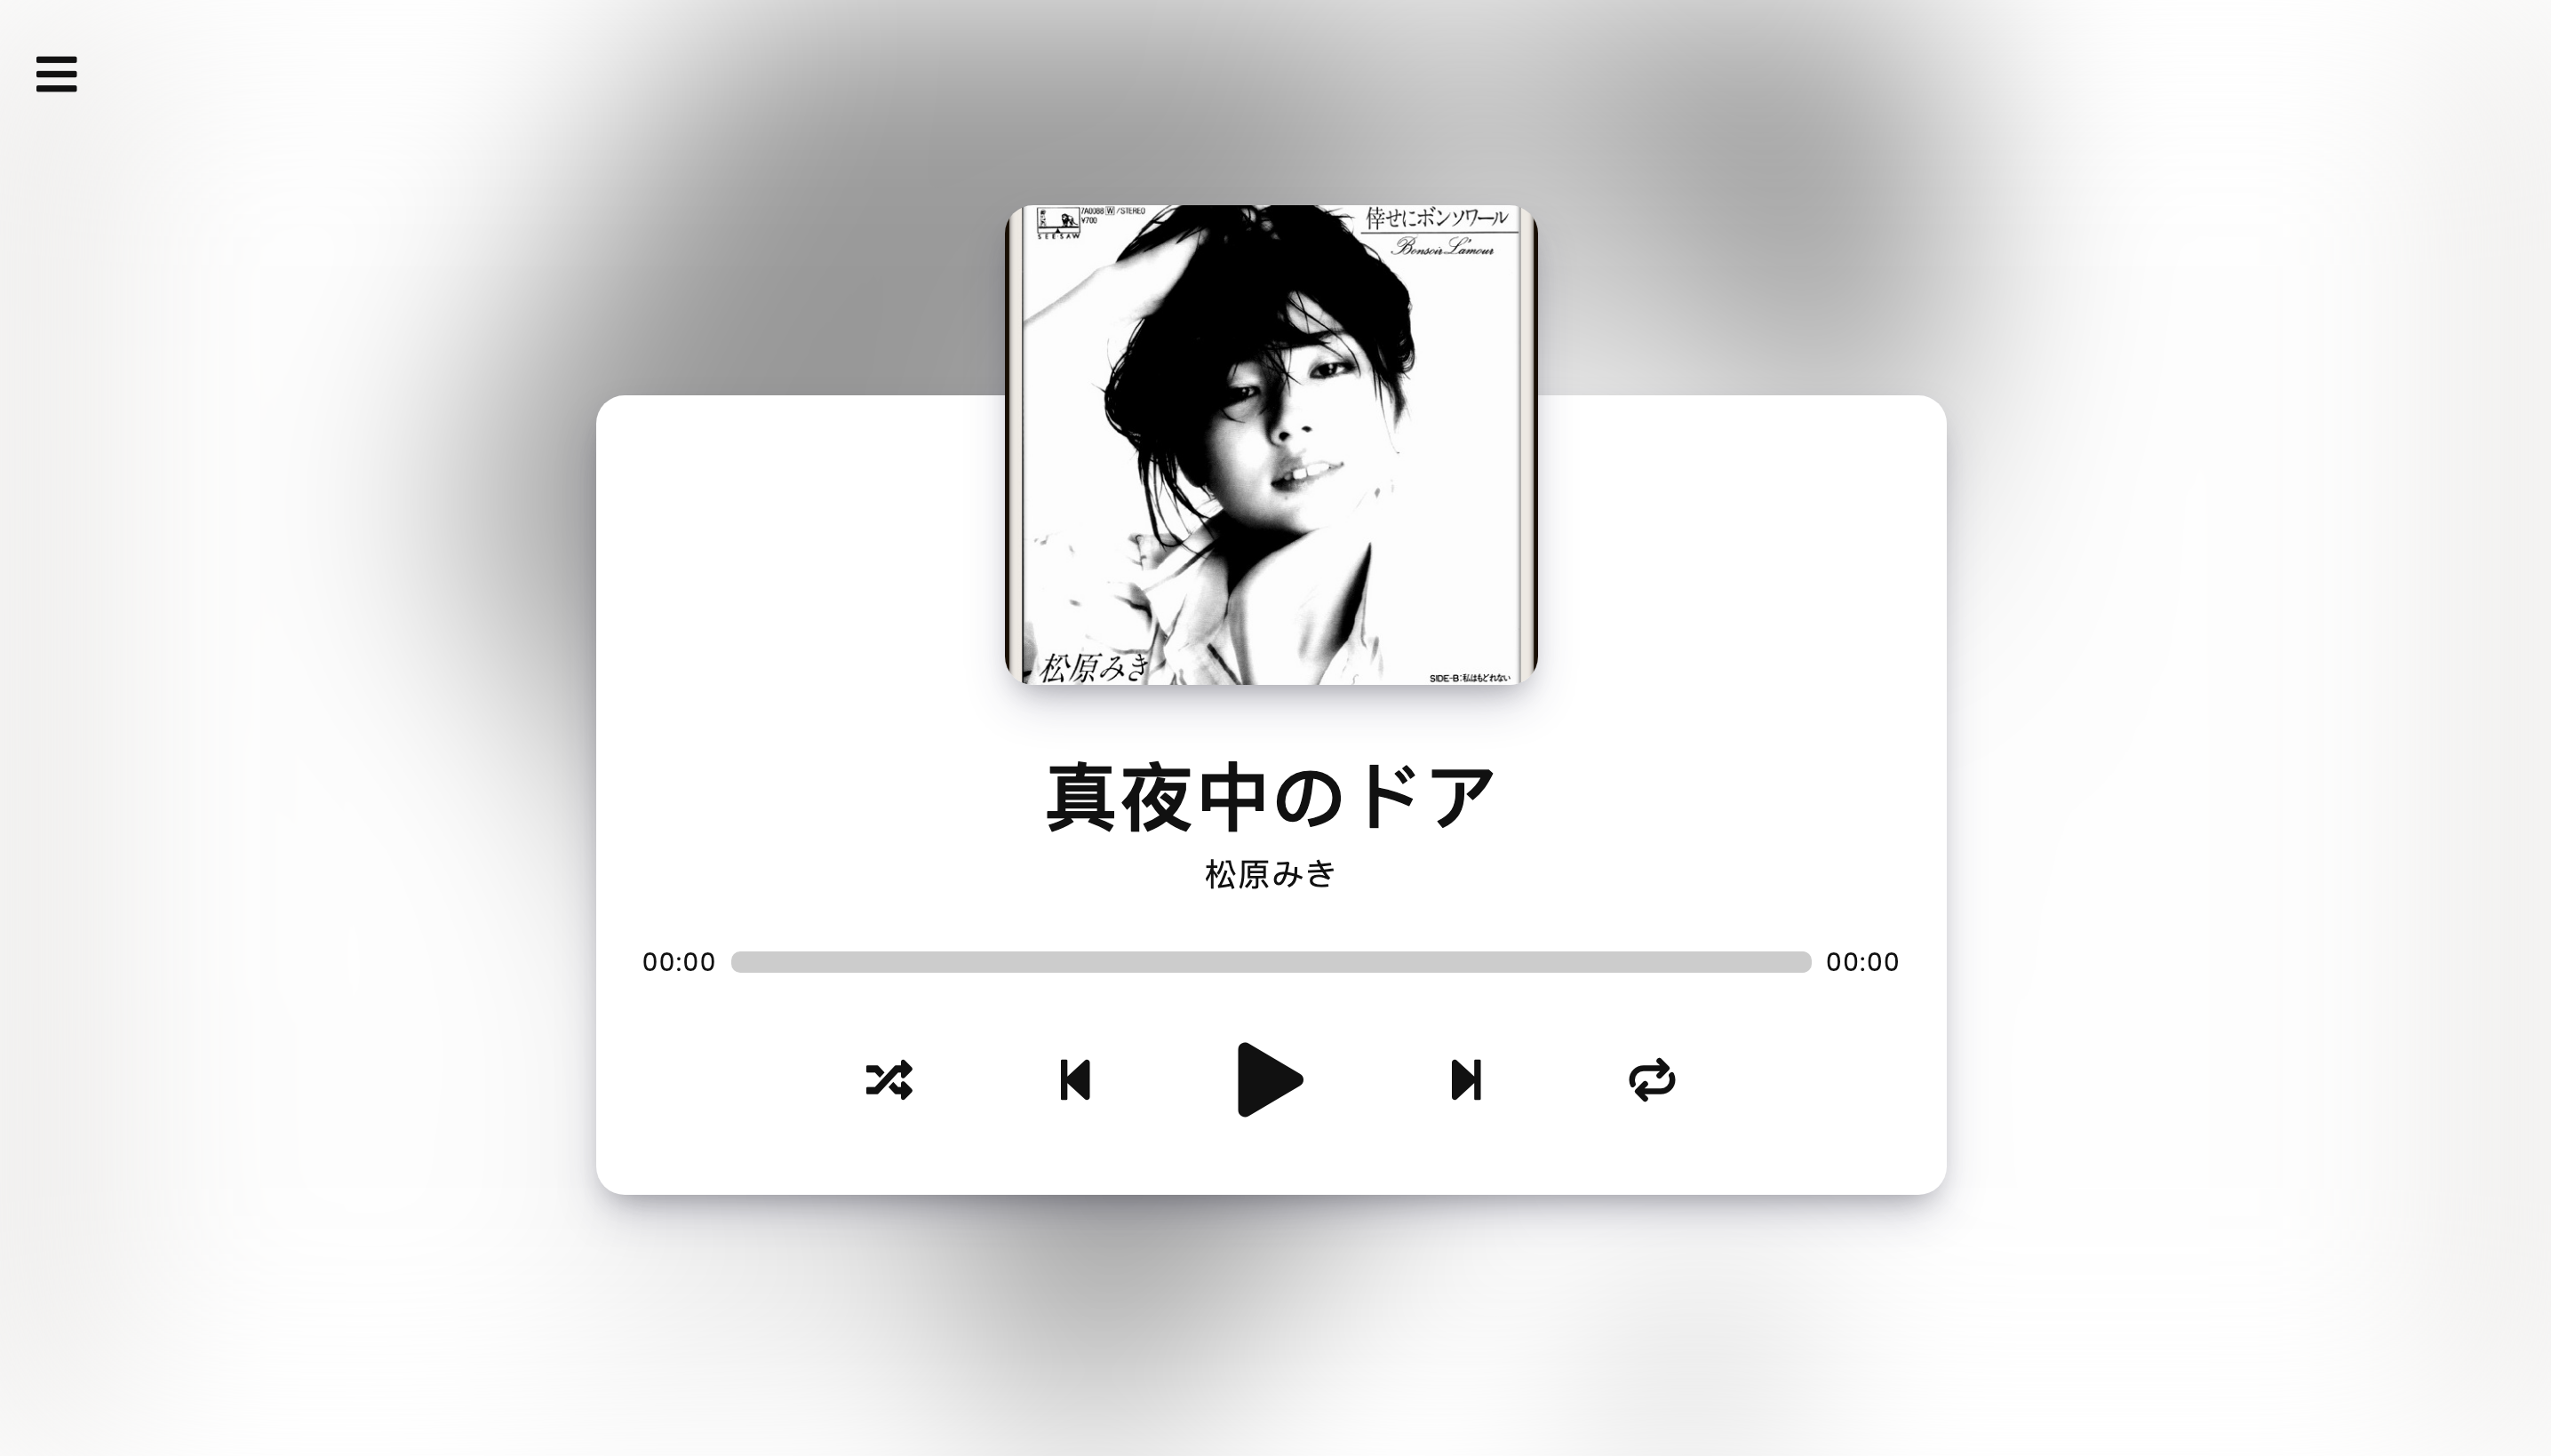 /A0088 W /STEREO
¥700
SEESAW
倖せにボンソワール
Bonsoir L'amour
松原みき
SIDE-B:私はもどれない
真夜中のドア
松原みき
00:00 00:00